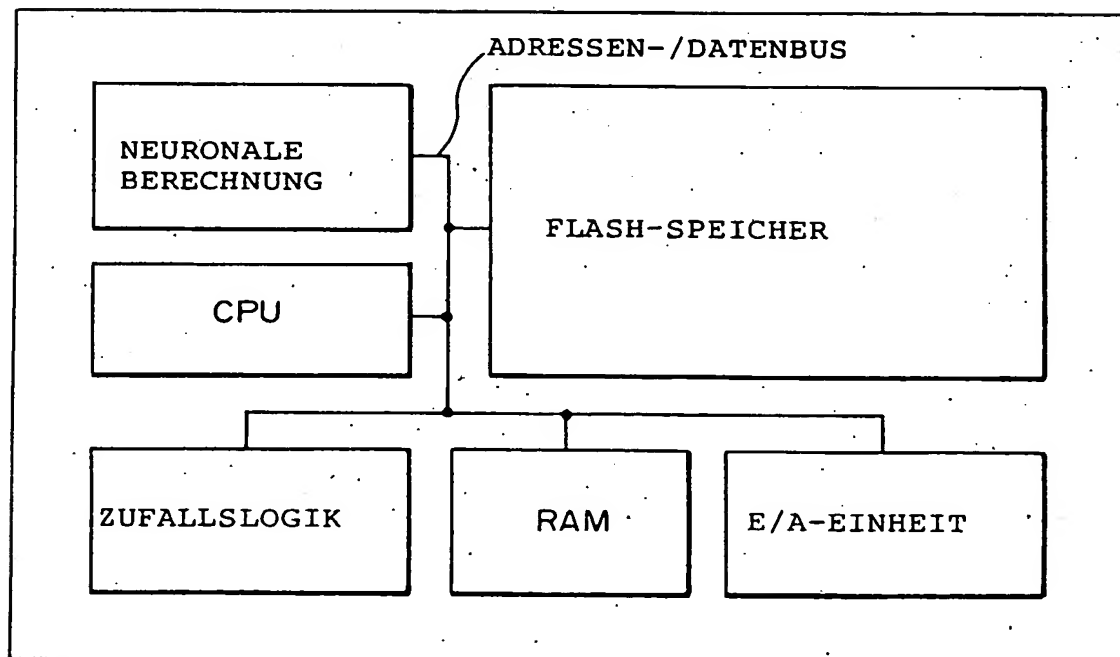 ADRESSEN-/DATENBUS
NEURONALE
BERECHNUNG
FLASH-SPEICHER
CPU
ZUFALLSLOGIK
RAM
E/A-EINHEIT